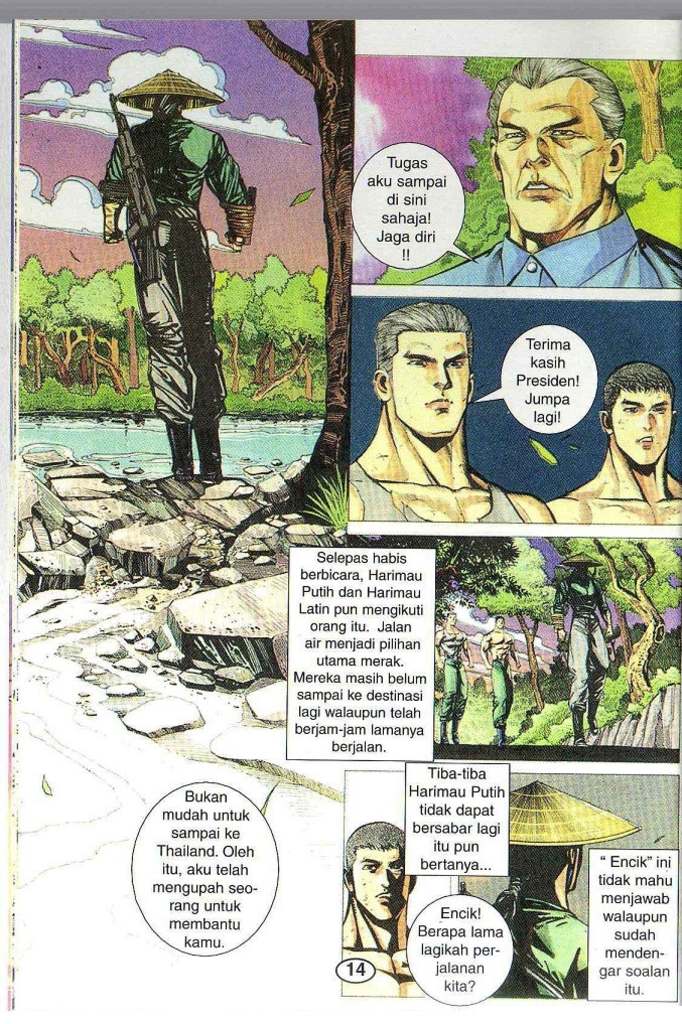 Bukan
mudah untuk
sampai ke
Thailand. Oleh
itu, aku telah
mengupah seo-
rang untuk
membantu
kamu.
Tugas
aku sampai
di sini
sahaja!
Jaga diri
!!
Terima
kasih
Presiden!
Jumpa
lagi!
Selepas habis
berbicara, Harimau
Putih dan Harimau
Latin pun mengikuti
orang itu. Jalan
air menjadi pilihan
utama merak.
Mereka masih belum
sampai ke destinasi
lagi walaupun telah
berjam-jam lamanya
berjalan.
Tiba-tiba
Harimau Putih
tidak dapat
bersabar lagi
itu pun
bertanya...
Encik!
Berapa lama
lagikah per-
jalanan
kita?
“ Encik” ini
tidak mahu
menjawab
walaupun
sudah
menden-
gar soalan
itu.
14